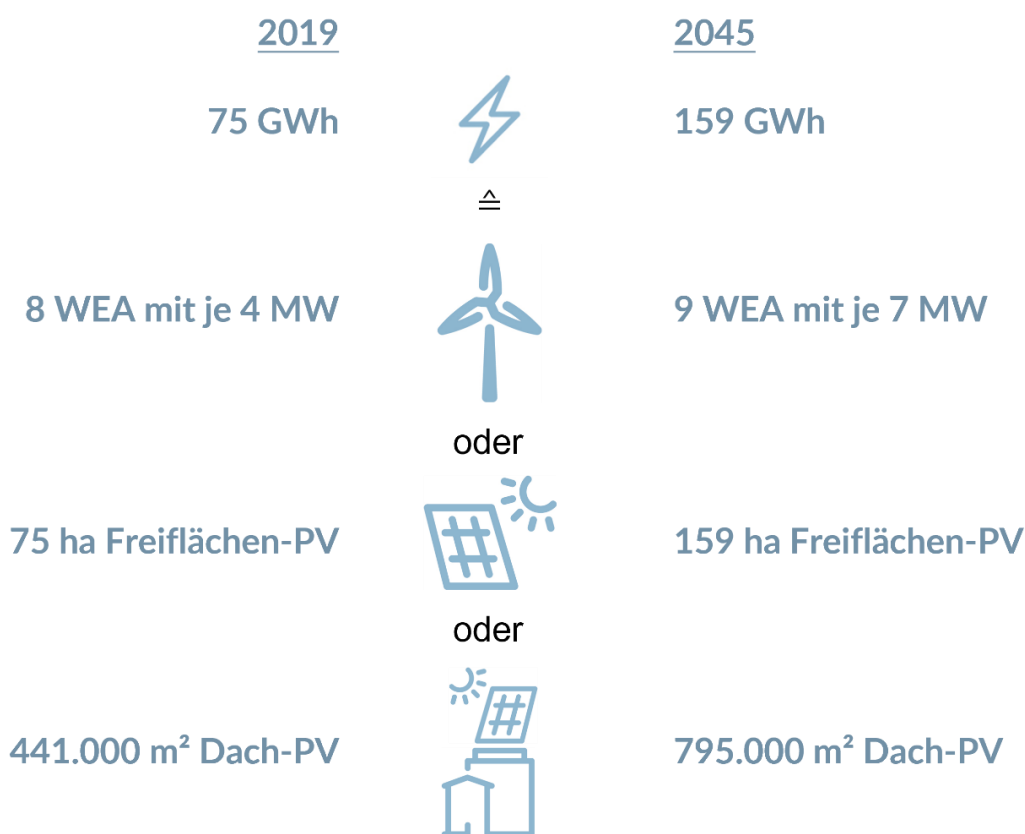 2019 2045
75 GWh 159 GWh
≙
8 WEA mit je 4 MW 9 WEA mit je 7 MW
oder
75 ha Freiflächen-PV 159 ha Freiflächen-PV
oder
441.000 m² Dach-PV 795.000 m² Dach-PV